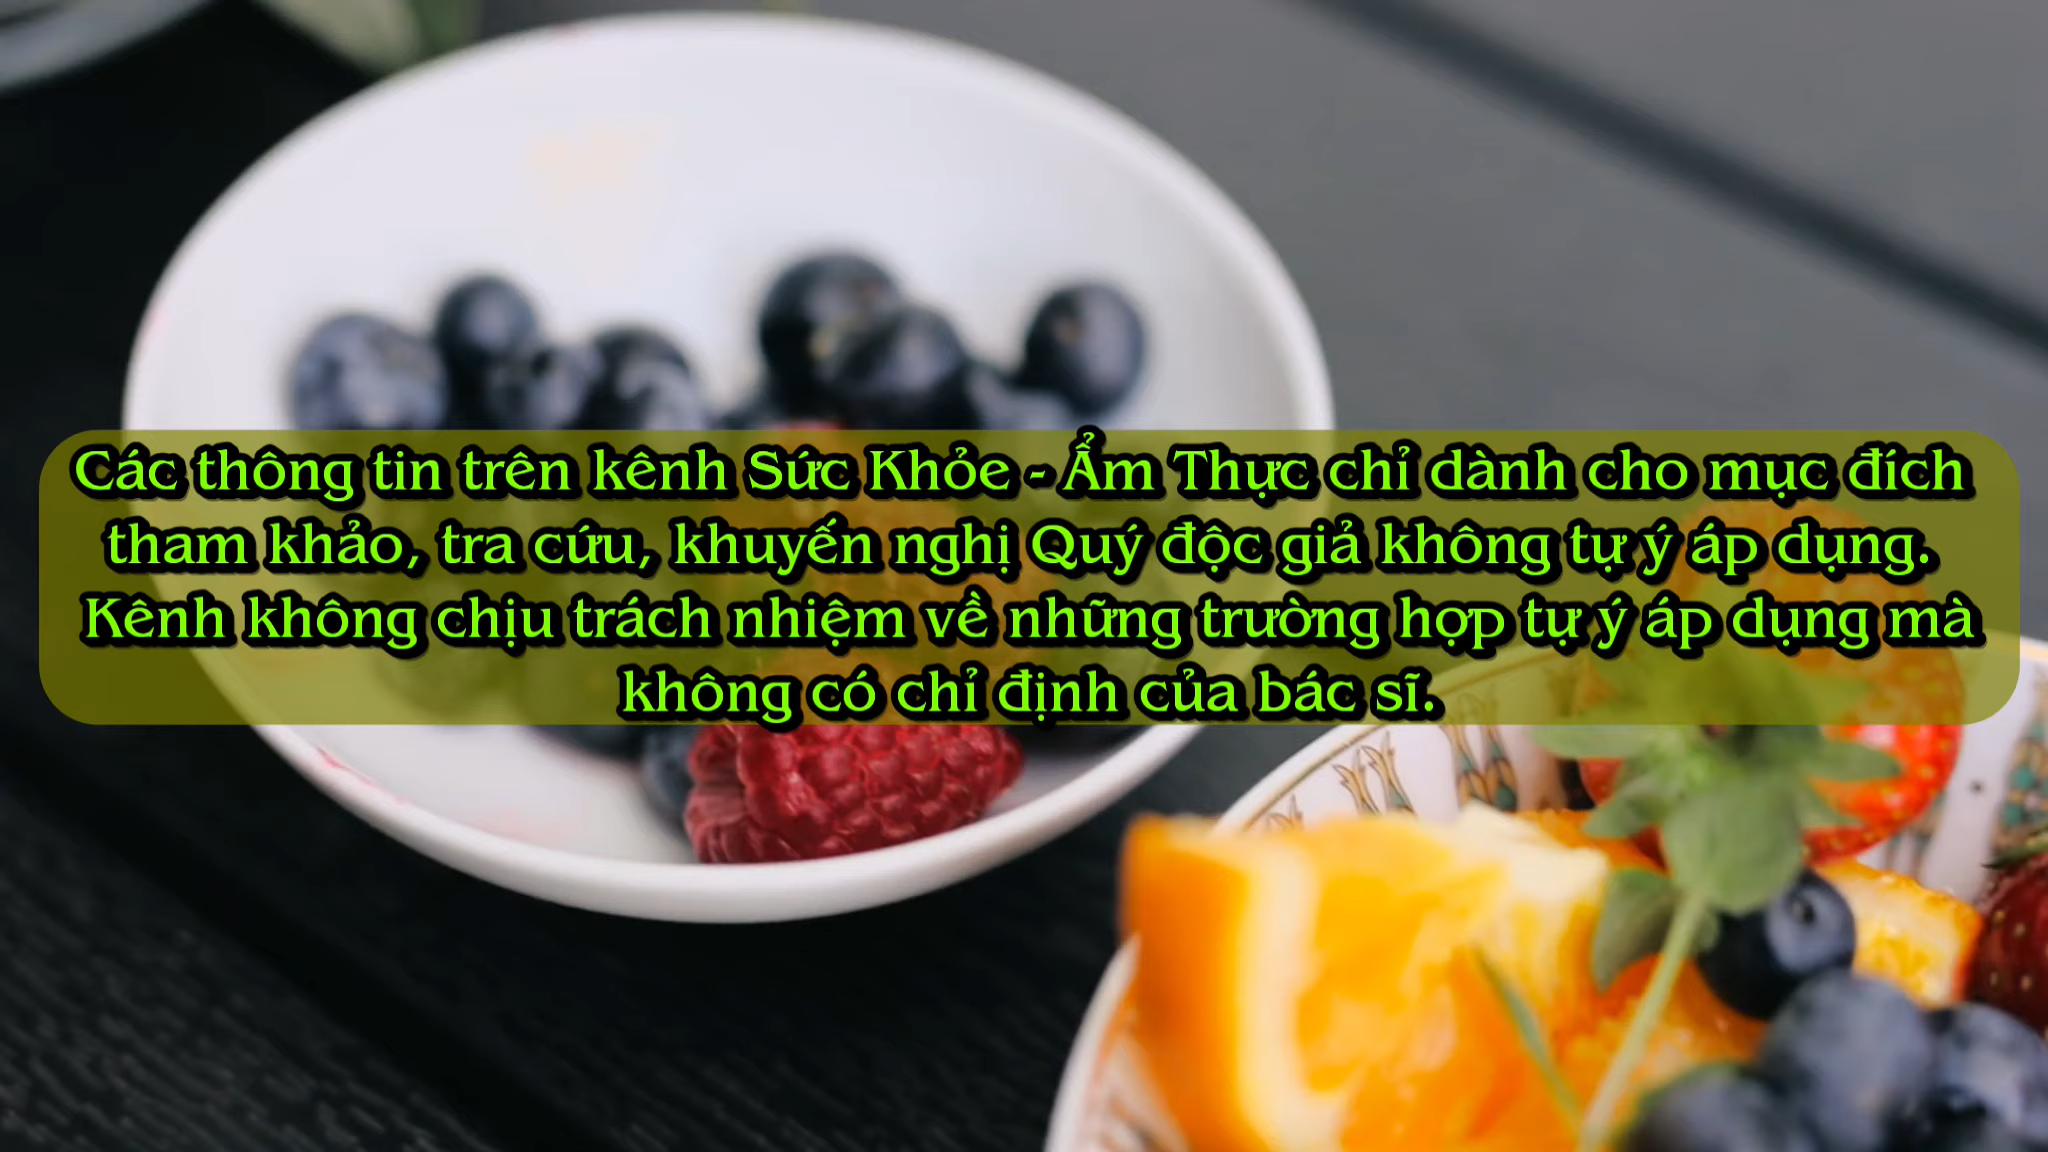 Các thông tin trên kênh Sức Khỏe - Ẩm Thực chỉ dành cho mục đích
tham khảo, tra cứu, khuyến nghị Quý độc giả không tự ý áp dụng.
Kênh không chịu trách nhiệm về những trường hợp tự ý áp dụng mà
không có chỉ định của bác sĩ.